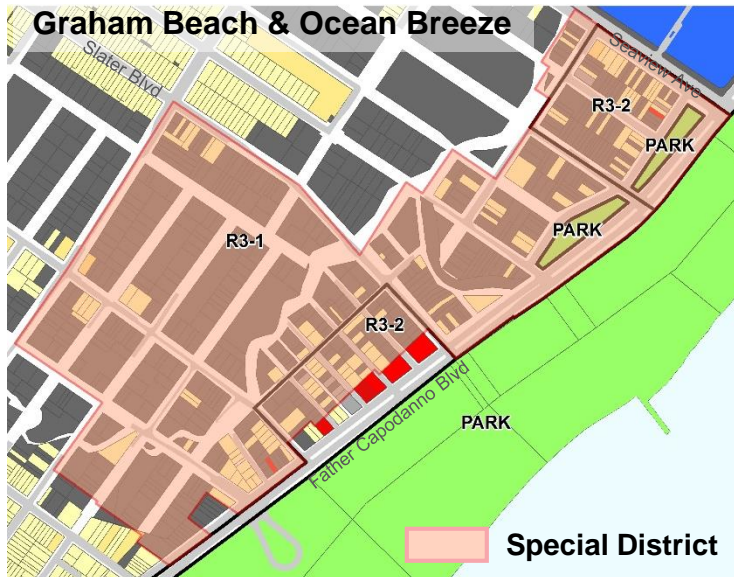 Graham Beach & Ocean Breeze
Slater Blvd
Seaview Ave
R3-2
PARK
PARK
R3-1
R3-2
Father Capodanno Blvd
PARK
Special District